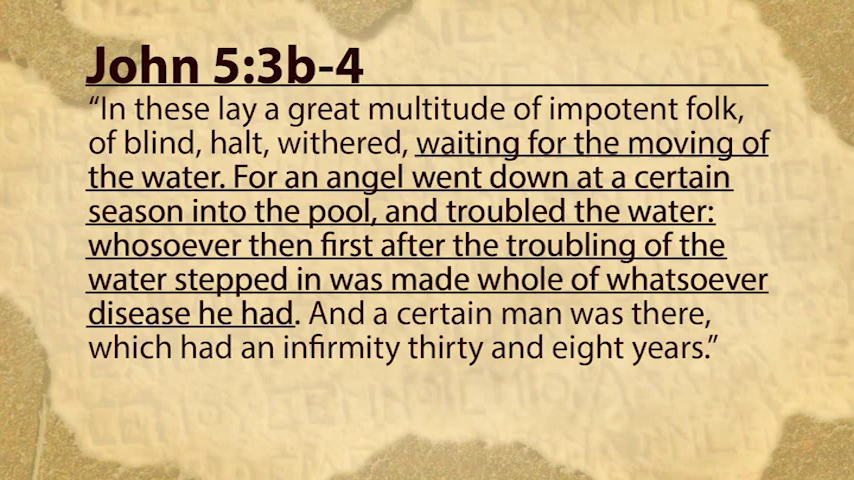 John 5:3b-4
“In these lay a great multitude of impotent folk,
of blind, halt, withered, waiting for the moving of
the water. For an angel went down at a certain
season into the pool, and troubled the water:
whosoever then first after the troubling of the
water stepped in was made whole of whatsoever
disease he had. And a certain man was there,
which had an infirmity thirty and eight years.”